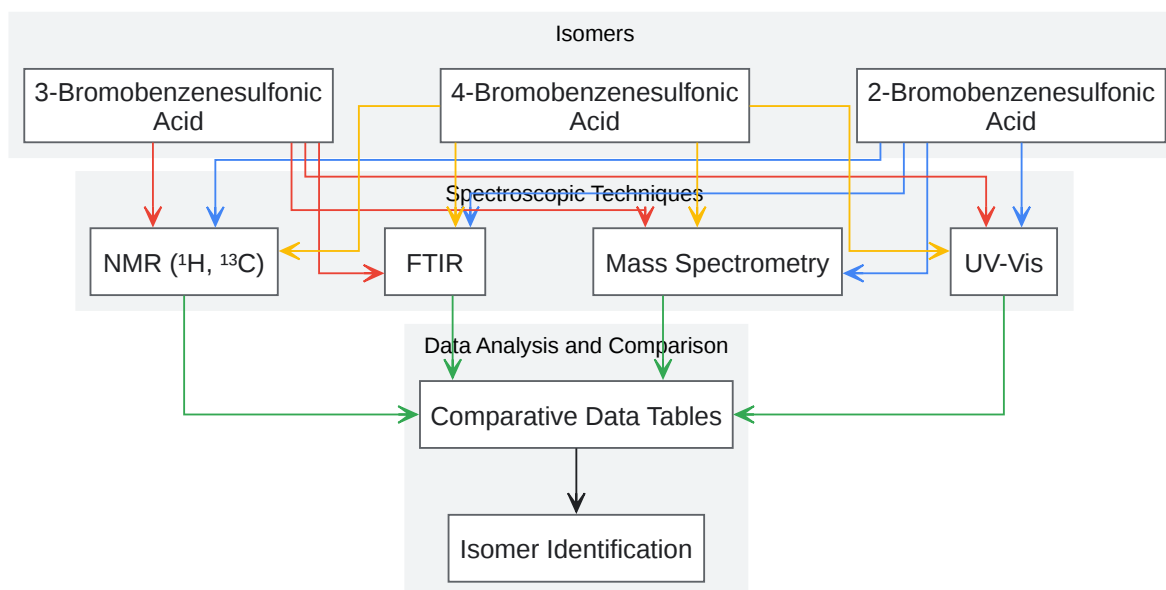 Isomers
3-Bromobenzenesulfonic
Acid
4-Bromobenzenesulfonic
Acid
2-Bromobenzenesulfonic
Acid
Spectroscopic Techniques
NMR (¹H, ¹³C)
FTIR
Mass Spectrometry
UV-Vis
Data Analysis and Comparison
Comparative Data Tables
Isomer Identification